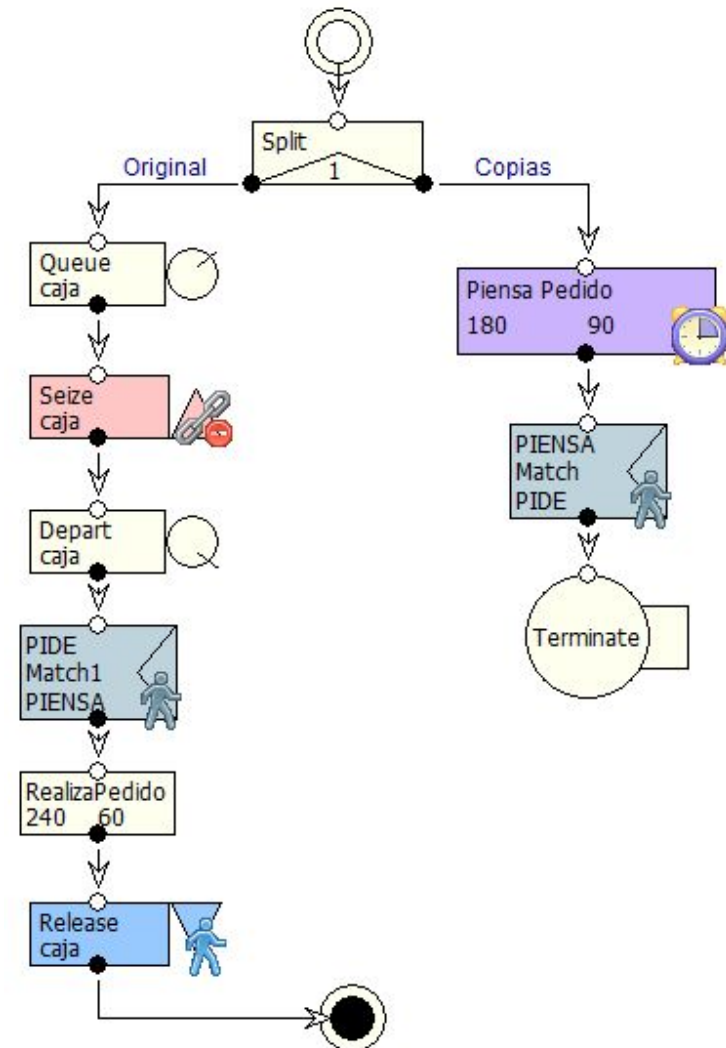 Split
1
Original
Copias
Queue
caja
Piensa Pedido
180 90
Seize
caja
PIENSA
Match
PIDE
Depart
caja
Terminate
PIDE
Match1
PIENSA
RealizaPedido
240 60
Release
caja